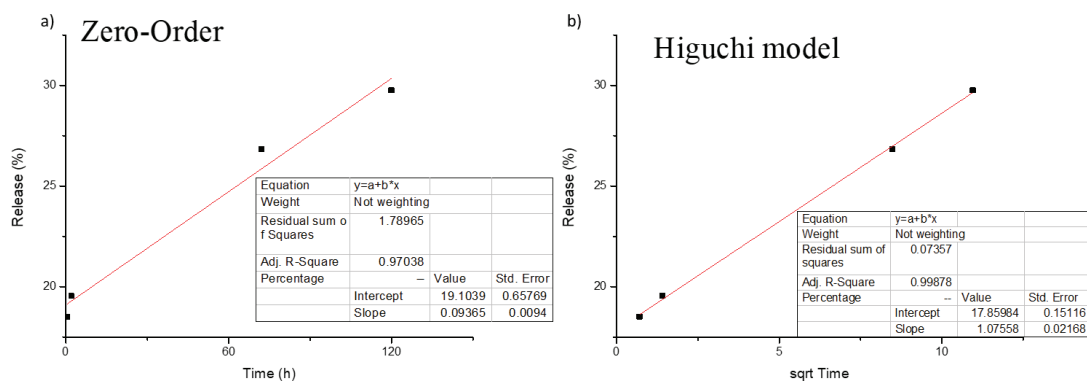 a)
Zero-Order
30
25
20
0
60
120
Release (%)
Time (h)
Equation y=a+b*x
Weight Not weighting
Residual sum o
f Squares 1.78965
Adj. R-Square 0.97038
Percentage -- Value Std. Error
Intercept 19.1039 0.65769
Slope 0.09365 0.0094
b)
Higuchi model
30
25
20
0
5
10
Release (%)
sqrt Time
Equation y=a+b*x
Weight Not weighting
Residual sum of
squares 0.07357
Adj. R-Square 0.99878
Percentage -- Value Std. Error
Intercept 17.85984 0.15116
Slope 1.07558 0.02168